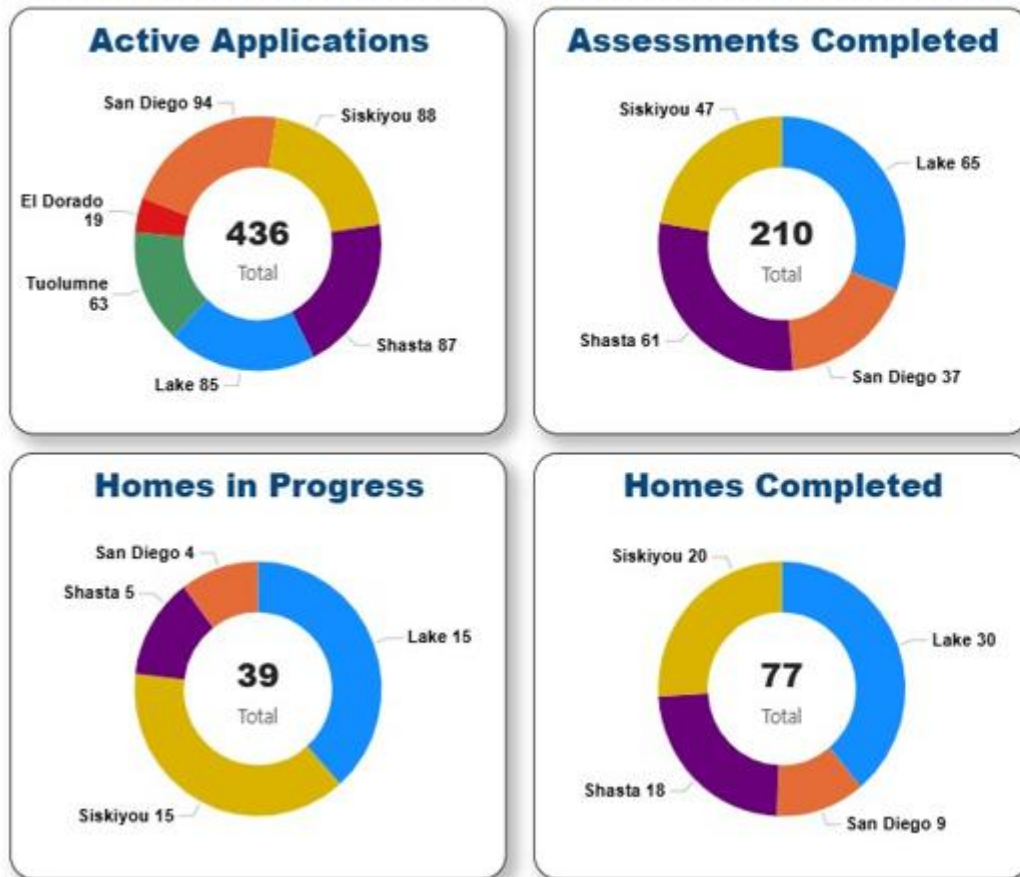 Active Applications
San Diego 94
Siskiyou 88
El Dorado
19
436
Total
Tuolumne
63
Shasta 87
Lake 85
Assessments Completed
Siskiyou 47
Lake 65
210
Total
Shasta 61
San Diego 37
Homes in Progress
San Diego 4
Shasta 5
Lake 15
39
Total
Siskiyou 15
Homes Completed
Siskiyou 20
Lake 30
77
Total
Shasta 18
San Diego 9